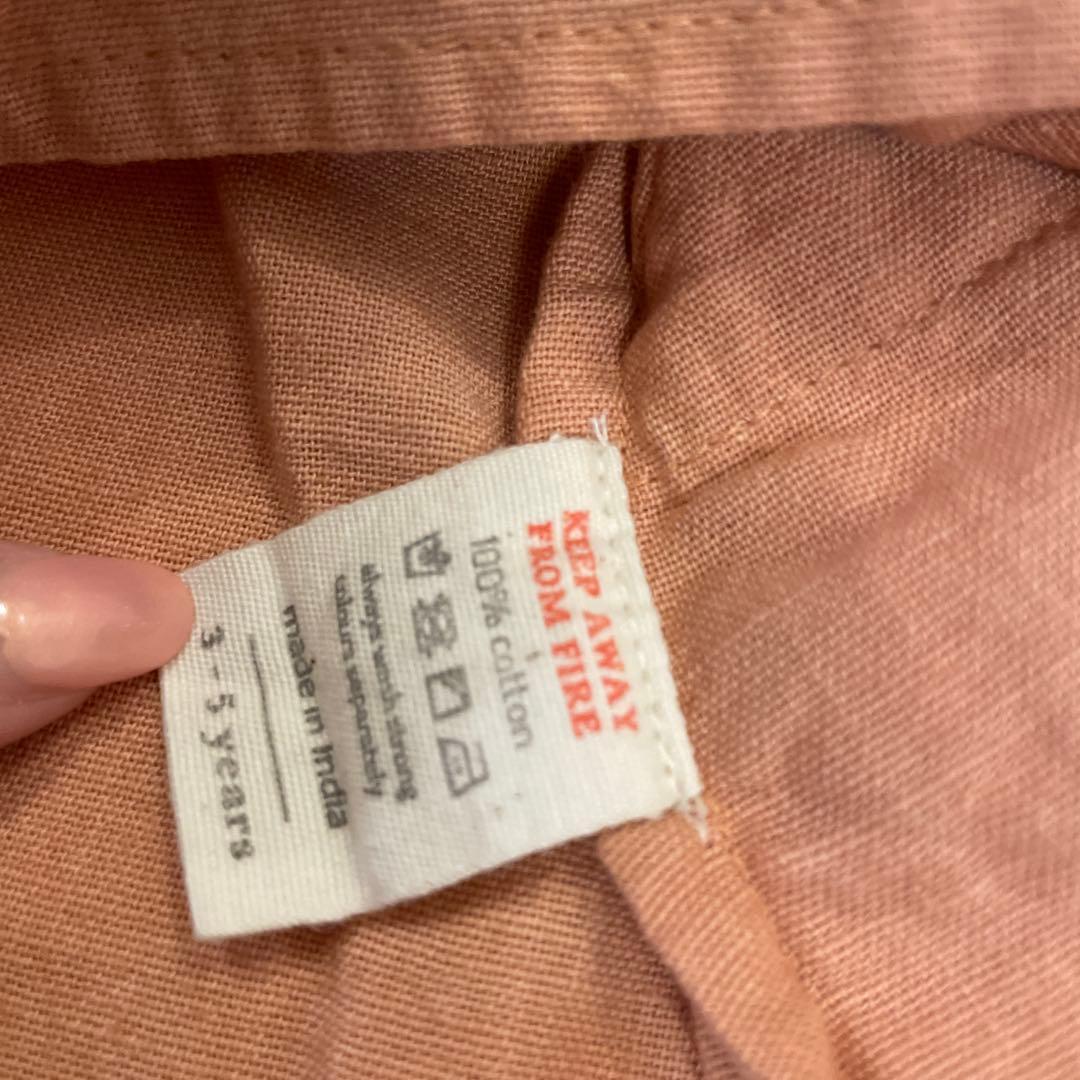 KEEP AWAY
FROM FIRE
100% cotton
always wash strong
colours separately
made in India
3 - 5 years